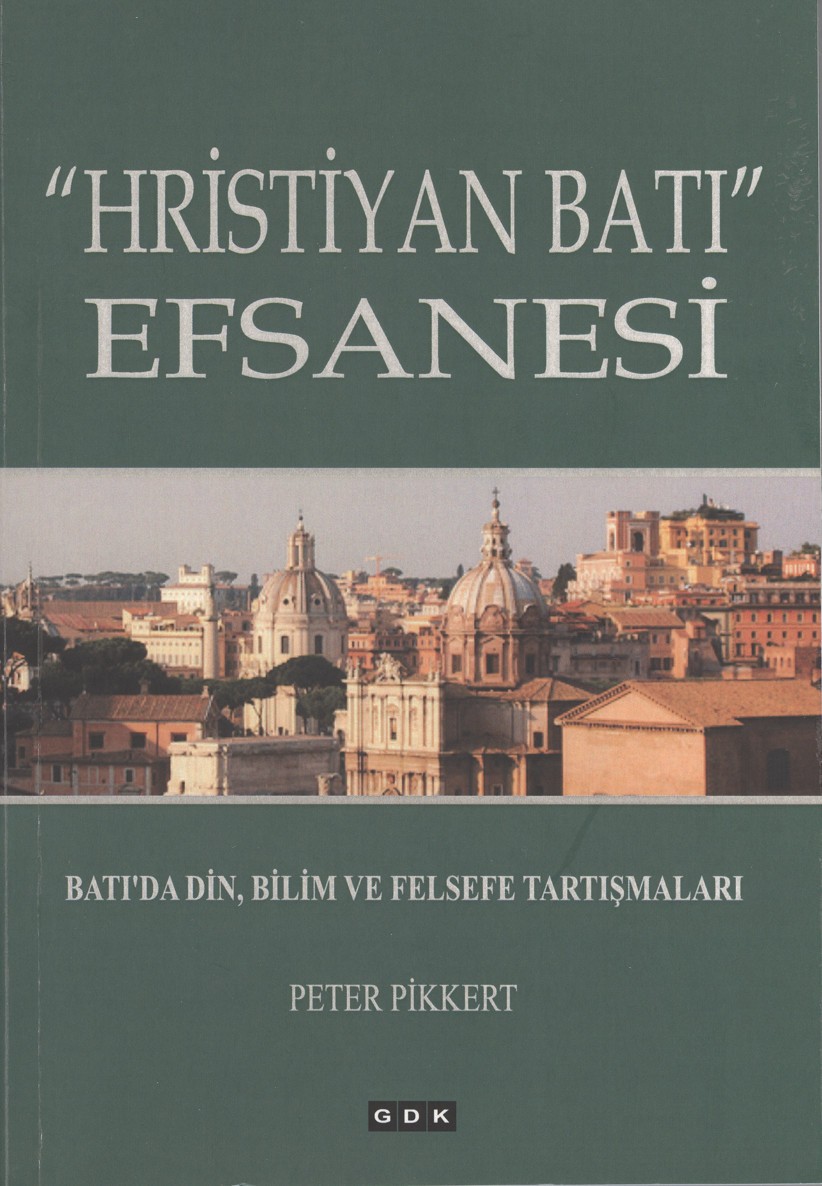 "HRİSTİYAN BATI"
EFSANESİ
BATI'DA DİN, BİLİM VE FELSEFE TARTIŞMALARI
PETER PİKKERT
GDK